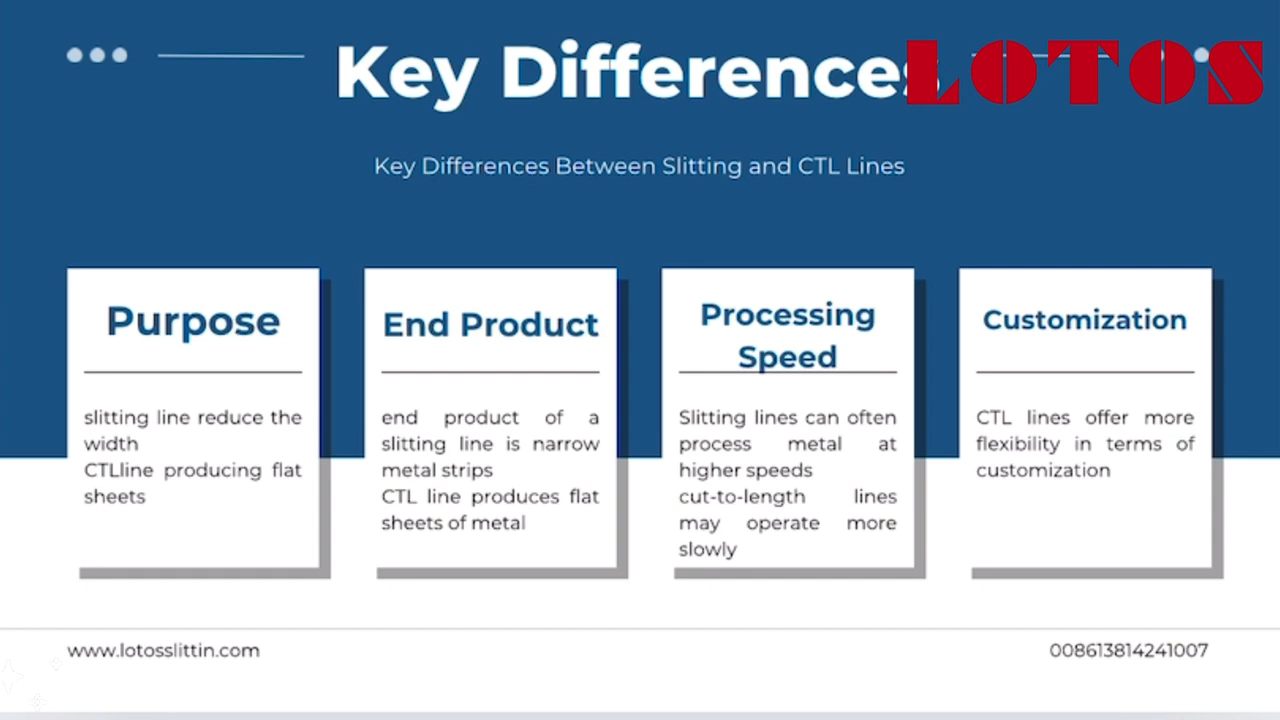 Key Differences
LOTOS
Key Differences Between Slitting and CTL Lines
Purpose
slitting line reduce the
width
CTLline producing flat
sheets
End Product
end product of a
slitting line is narrow
metal strips
CTL line produces flat
sheets of metal
Processing
Speed
Slitting lines can often
process metal at
higher speeds
cut-to-length lines
may operate more
slowly
Customization
CTL lines offer more
flexibility in terms of
customization
www.lotosslittin.com
008613814241007